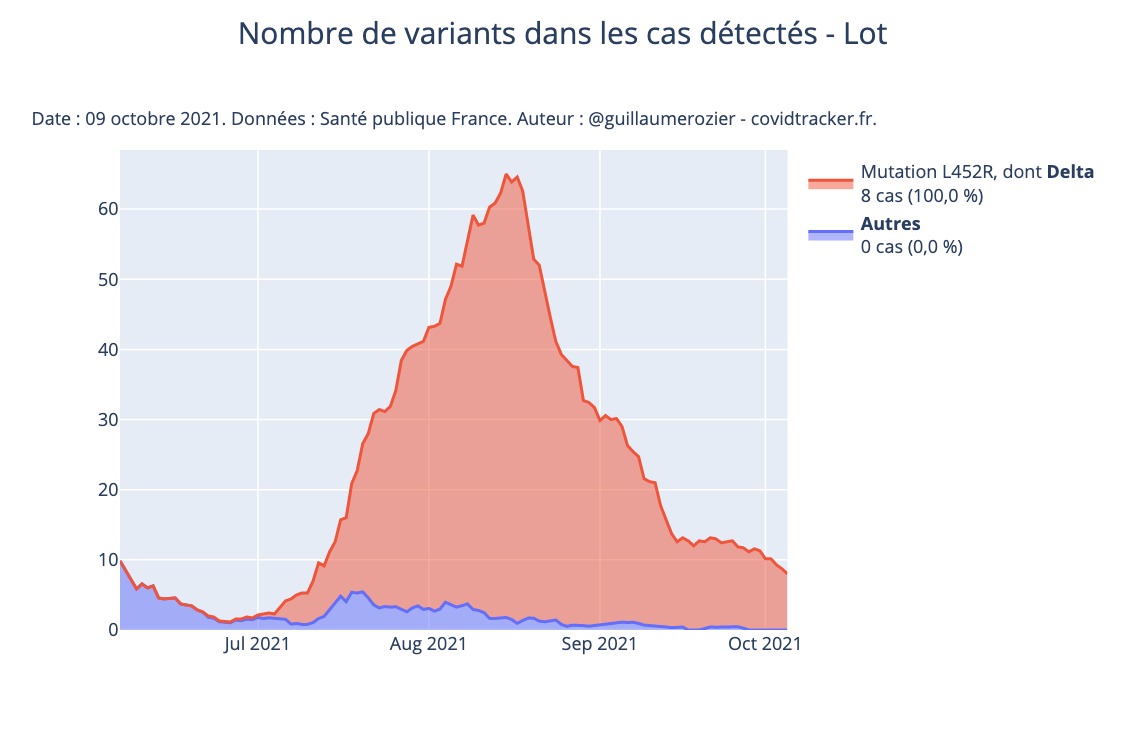 Nombre de variants dans les cas détectés - Lot
Date : 09 octobre 2021. Données : Santé publique France. Auteur : @guillaumerozier - covidtracker.fr.
Mutation L452R, dont Delta
8 cas (100,0 %)
Autres
0 cas (0,0 %)
60
50
40
30
20
10
0
Jul 2021
Aug 2021
Sep 2021
Oct 2021